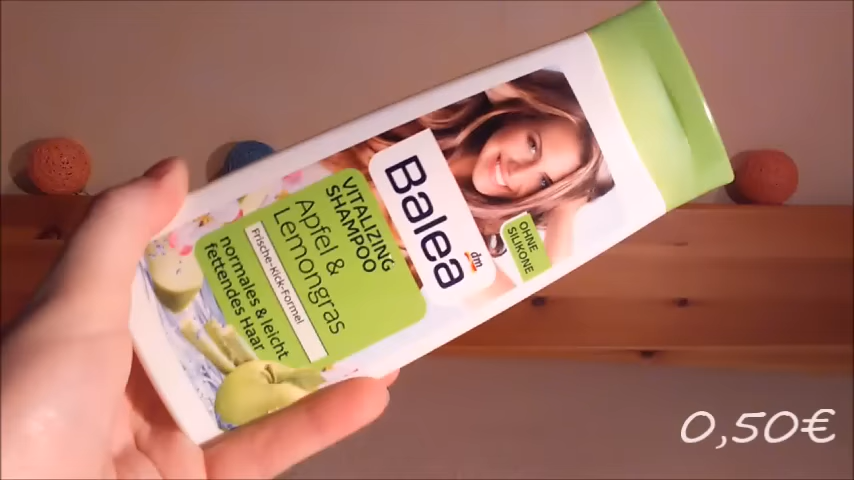 Balea
dm
OHNE
SILIKONE
VITALIZING
SHAMPOO
Apfel &
Lemongras
Frische-Kick-Formel
normales & leicht
fettendes Haar
0,50€